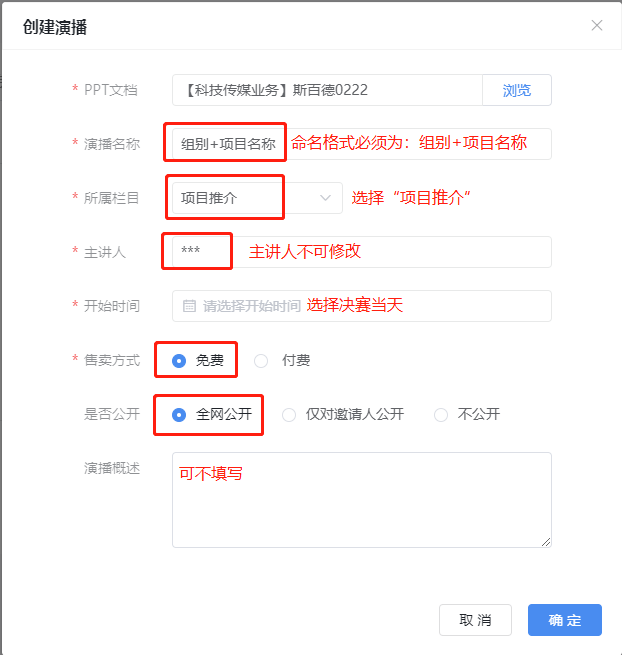 创建演播
* PPT文档 【科技传媒业务】斯百德0222 浏览
* 演播名称 组别+项目名称 命名格式必须为：组别+项目名称
* 所属栏目 项目推介 选择“项目推介“
* 主讲人 *** 主讲人不可修改
* 开始时间 请选择开始时间 选择决赛当天
* 售卖方式 免费 付费
是否公开 全网公开 仅对邀请人公开 不公开
演播概述 可不填写
取 消 确 定